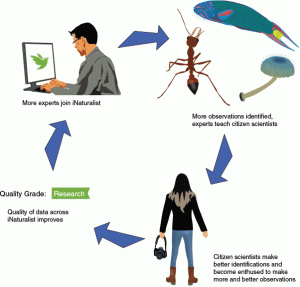 More experts join iNaturalist
More observations identified,
experts teach citizen scientists
Citizen scientists make
better identifications and
become enthused to make
more and better observations
Quality Grade: Research
Quality of data across
iNaturalist improves